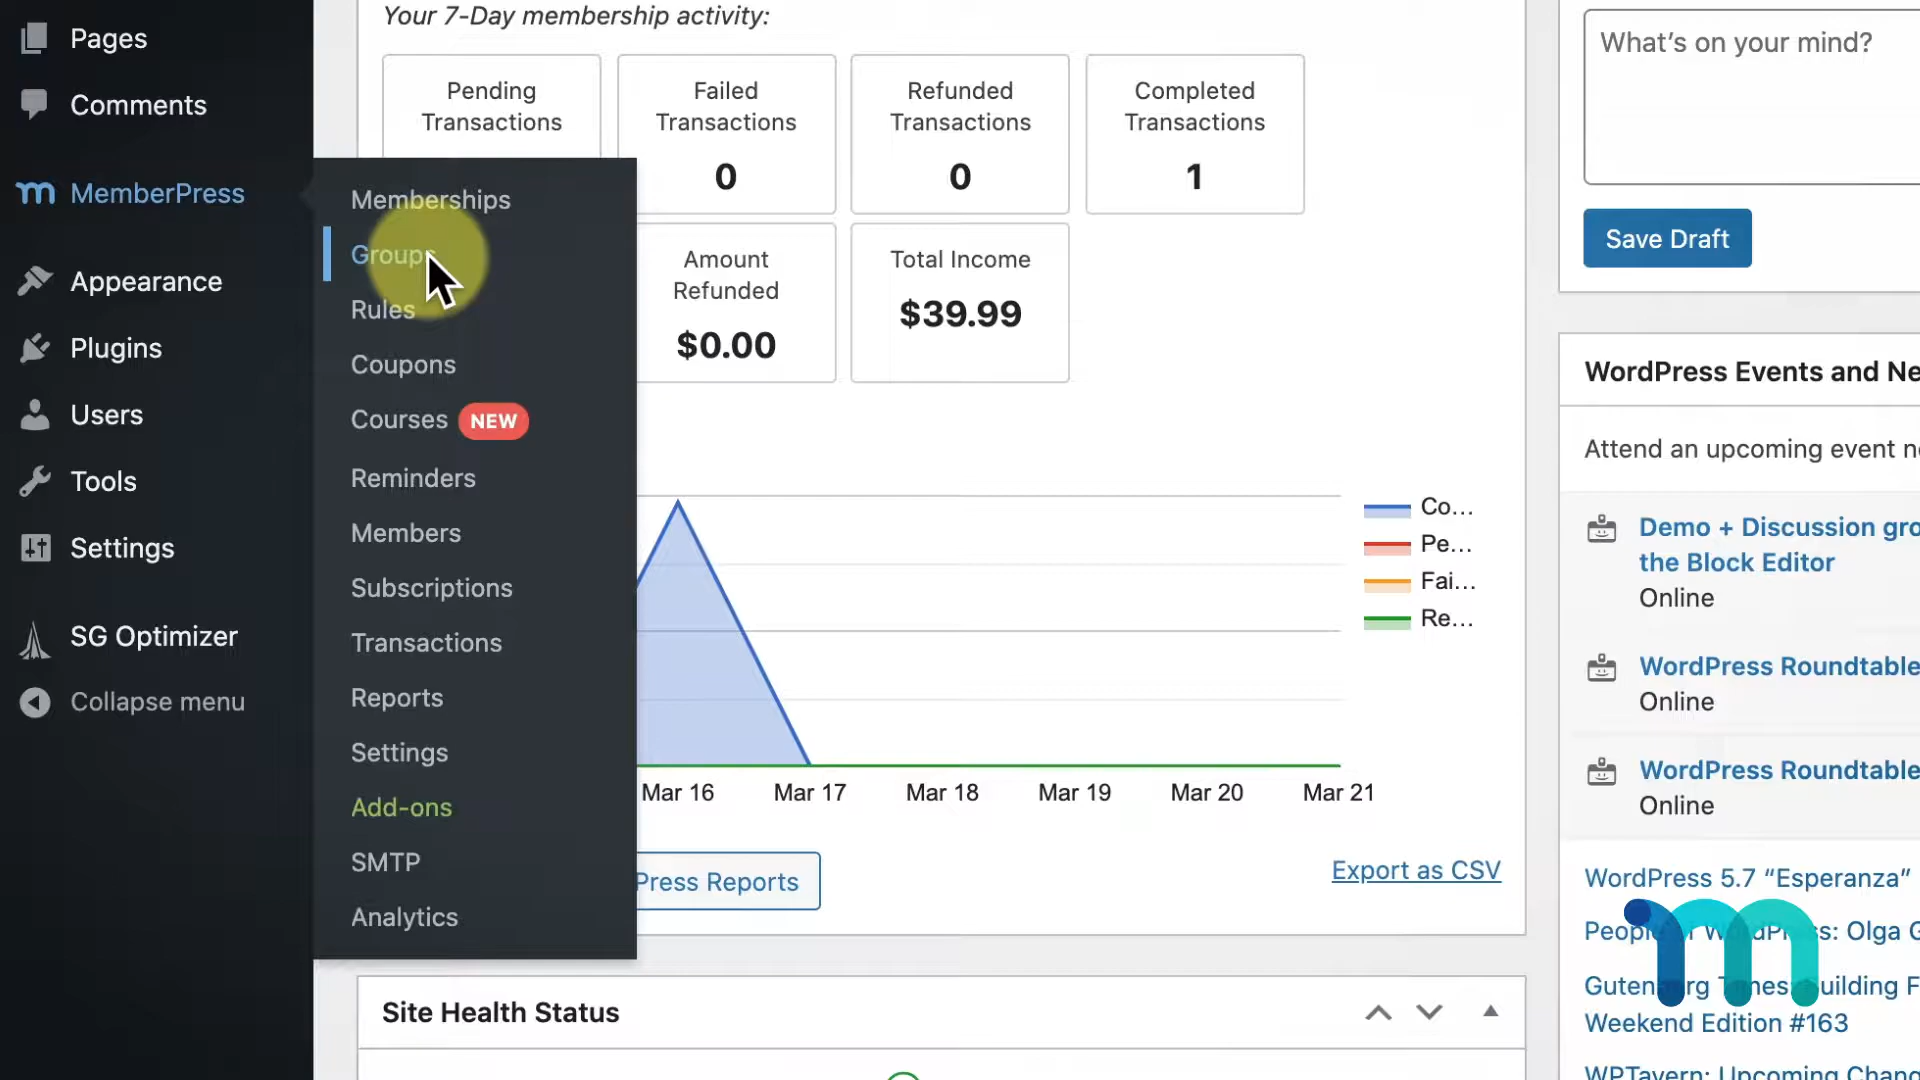 Pages
Comments
MemberPress
Appearance
Plugins
Users
Tools
Settings
SG Optimizer
Collapse menu
Memberships
Groups
Rules
Coupons
Courses NEW
Reminders
Members
Subscriptions
Transactions
Reports
Settings
Add-ons
SMTP
Analytics
Your 7-Day membership activity:
Pending
Transactions
Failed
Transactions
0
Refunded
Transactions
0
Completed
Transactions
1
Amount
Refunded
$0.00
Total Income
$39.99
Co...
Pe...
Fai...
Re...
Mar 16 Mar 17 Mar 18 Mar 19 Mar 20 Mar 21
Press Reports
Export as CSV
Site Health Status
What's on your mind?
Save Draft
WordPress Events and Ne
Attend an upcoming event n
Demo + Discussion gro
the Block Editor
Online
WordPress Roundtable
Online
WordPress Roundtable
Online
WordPress 5.7 “Esperanza”
: Olga G
Weekend Edition #163
WPTavern: Upcoming Chang